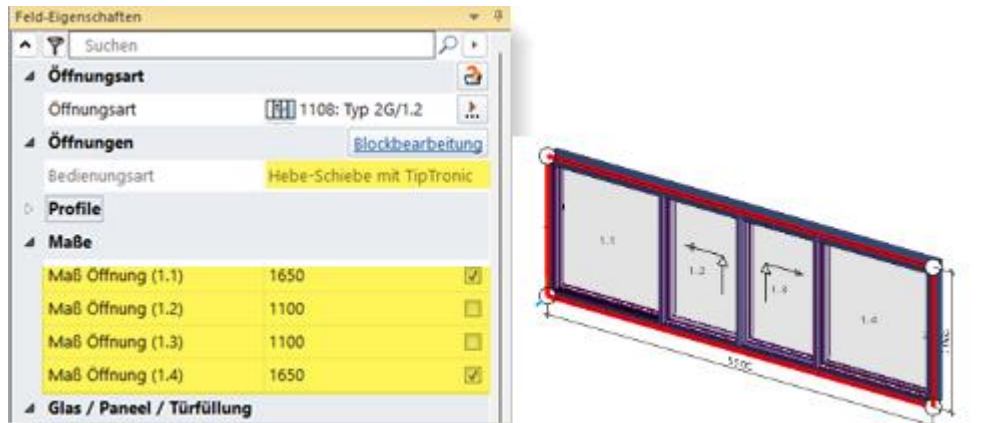 Feld-Eigenschaften
Suchen
Öffnungsart
Öffnungsart 1108: Typ 2G/1.2
Öffnungen Blockbearbeitung
Bedienungsart Hebe-Schiebe mit TipTronic
Profile
Maße
Maß Öffnung (1.1) 1650
Maß Öffnung (1.2) 1100
Maß Öffnung (1.3) 1100
Maß Öffnung (1.4) 1650
Glas / Paneel / Türfüllung
1.1
1.2
1.3
1.4
5500